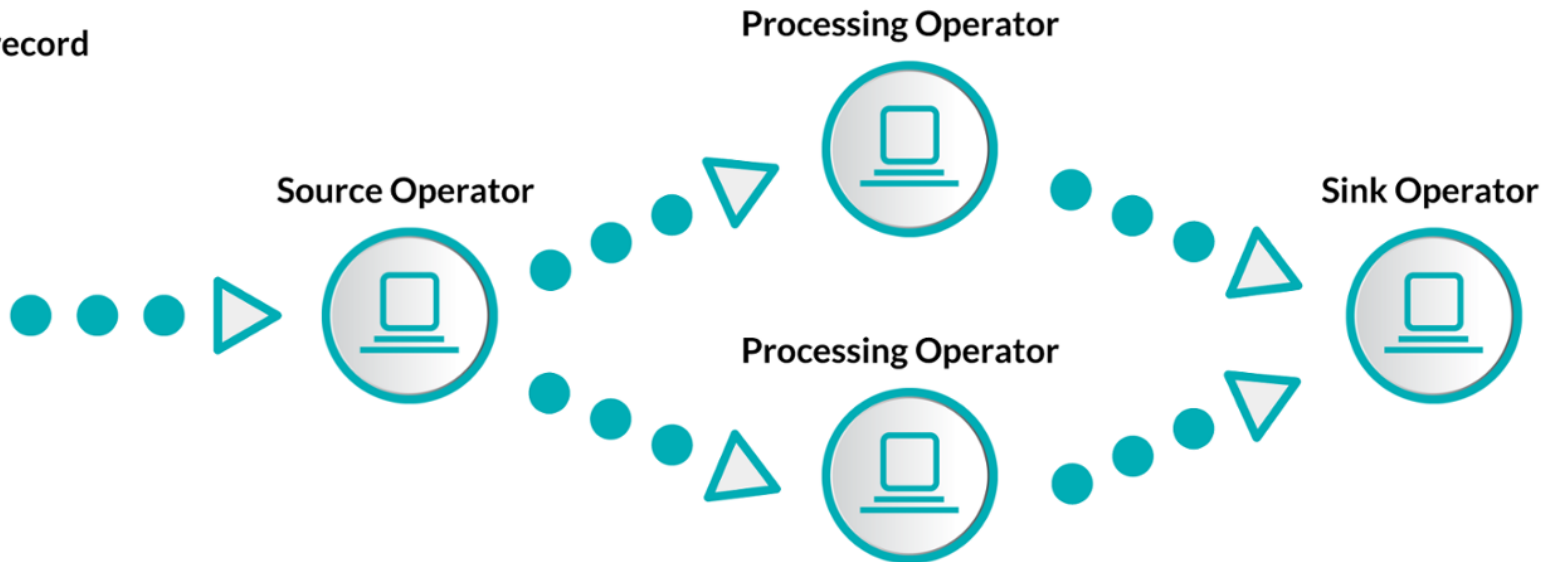 ecord
Processing Operator
Source Operator
Sink Operator
Processing Operator